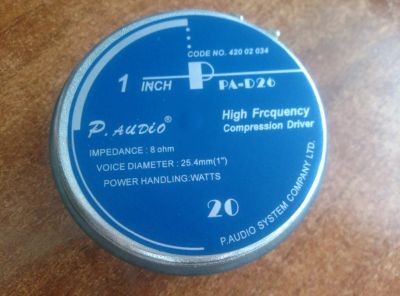 CODE NO. 420 02 034
1 INCH P PA-D26
P. AUDIO®
High Frcquency
Compression Driver
IMPEDANCE : 8 ohm
VOICE DIAMETER : 25.4mm(1")
POWER HANDLING:WATTS
20
P.AUDIO SYSTEM COMPANY LTD.